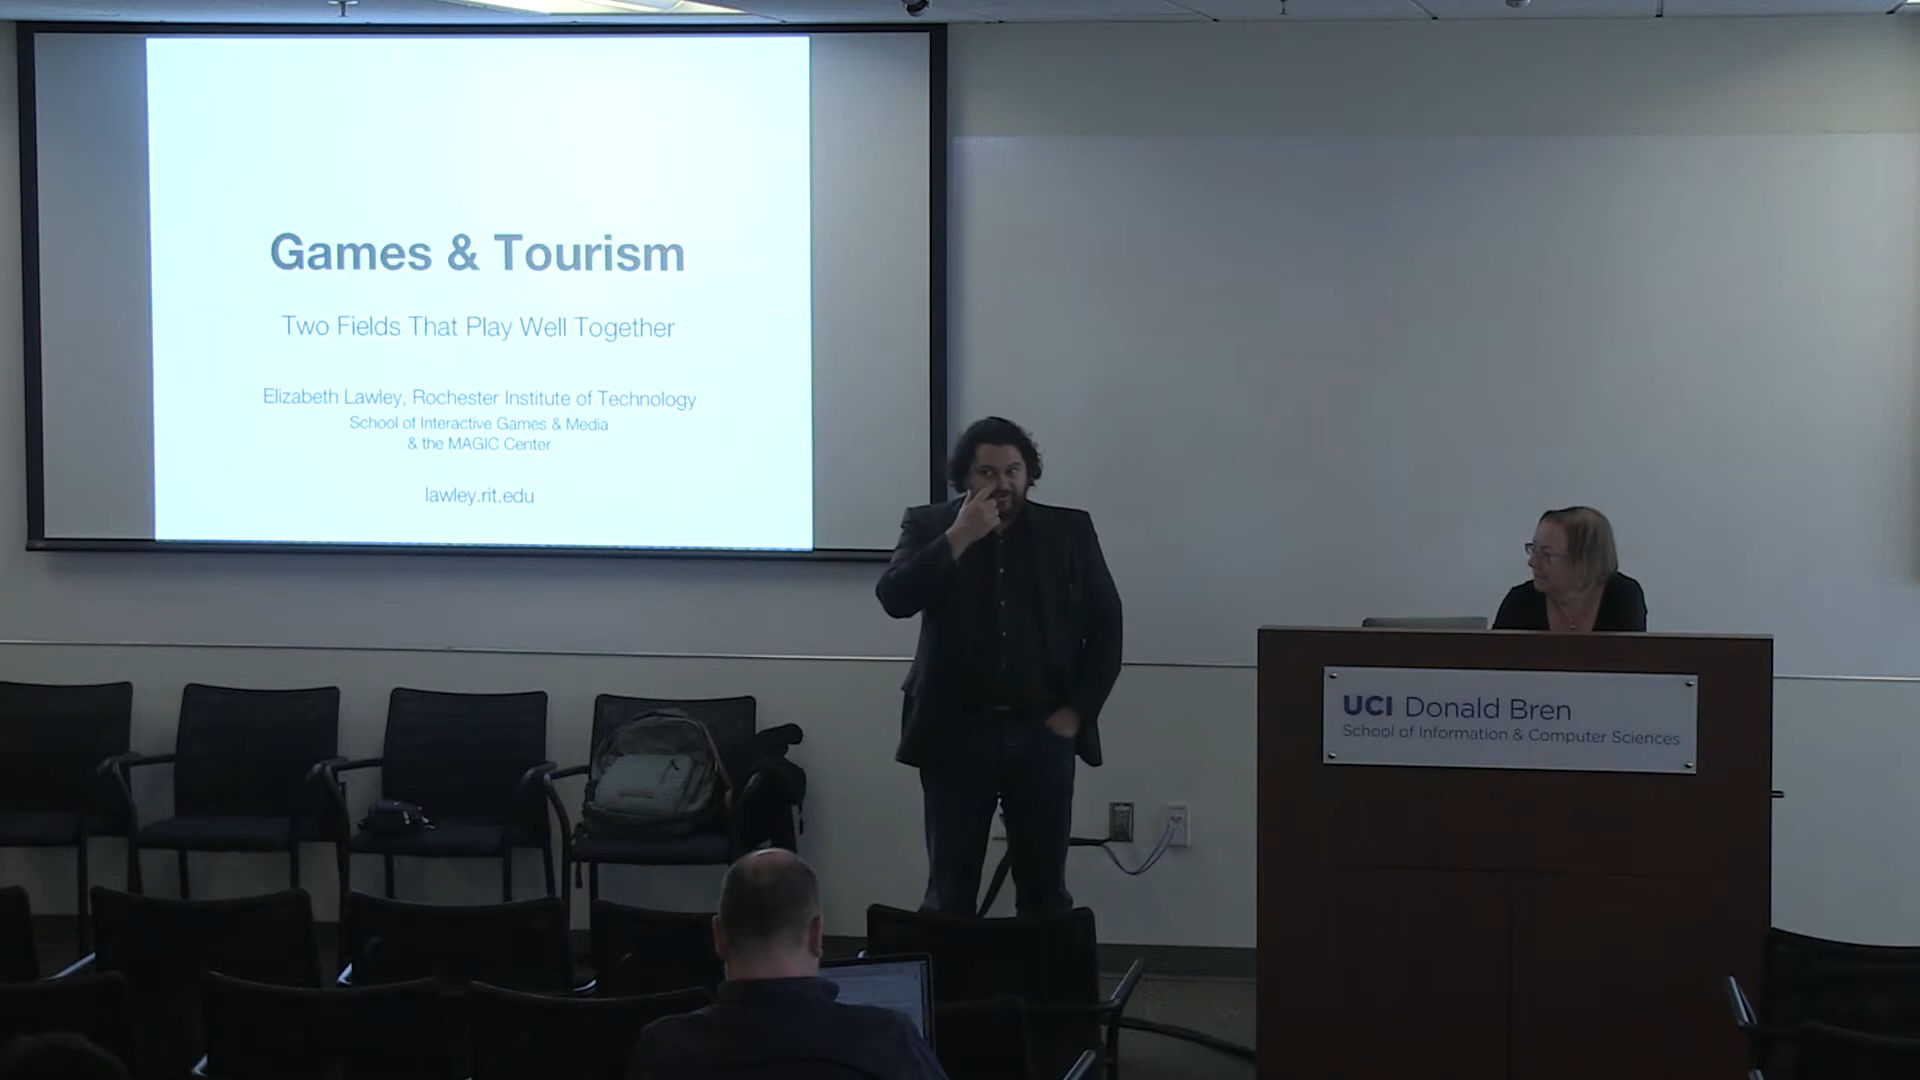 Games & Tourism
Two Fields That Play Well Together
Elizabeth Lawley, Rochester Institute of Technology
School of Interactive Games & Media
& the MAGIC Center
lawley.rit.edu
UCI Donald Bren
School of Information & Computer Sciences